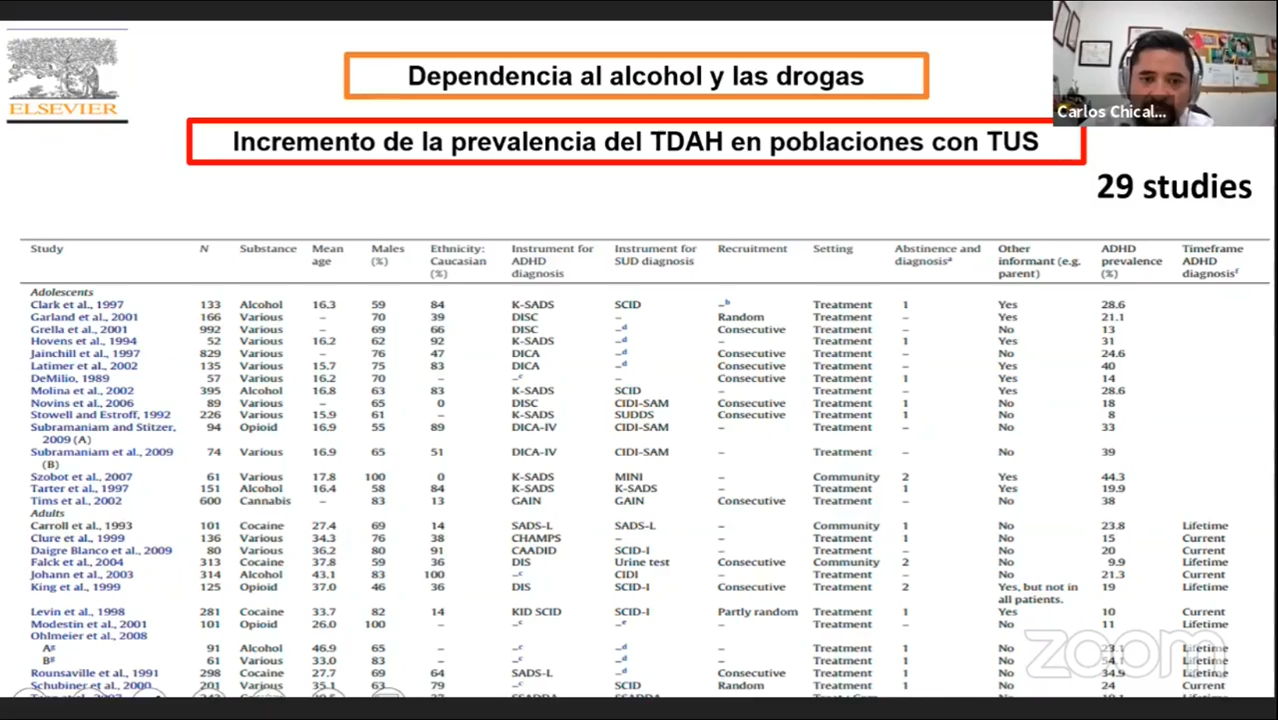 ELSEVIER
Dependencia al alcohol y las drogas
Incremento de la prevalencia del TDAH en poblaciones con TUS
Carlos Chical...
29 studies
Study N Substance Mean age Males (%) Ethnicity: Caucasian (%) Instrument for ADHD diagnosis Instrument for SUD diagnosis Recruitment Setting Abstinence and diagnosisᵃ Other informant (e.g. parent) ADHD prevalence (%) Timeframe ADHD diagnosisᶠ
Adolescents
Clark et al., 1997 133 Alcohol 16.3 59 84 K-SADS SCID –ᵇ Treatment 1 Yes 28.6
Garland et al., 2001 166 Various – 70 39 DISC – Random Treatment – Yes 21.1
Grella et al., 2001 992 Various – 69 66 DISC –ᵈ Consecutive Treatment – No 13
Hovens et al., 1994 52 Various 16.2 62 92 K-SADS –ᵈ – Treatment 1 Yes 31
Jainchill et al., 1997 829 Various – 76 47 DICA –ᵈ Consecutive Treatment – No 24.6
Latimer et al., 2002 135 Various 15.7 75 83 DICA –ᵈ Consecutive Treatment – Yes 40
DeMilio, 1989 57 Various 16.2 70 – –ᶜ – Consecutive Treatment 1 Yes 14
Molina et al., 2002 395 Alcohol 16.8 63 83 K-SADS SCID – Treatment – Yes 28.6
Novins et al., 2006 89 Various – 65 0 DISC CIDI-SAM Consecutive Treatment 1 No 18
Stowell and Estroff, 1992 226 Various 15.9 61 – K-SADS SUDDS Consecutive Treatment 1 No 8
Subramaniam and Stitzer, 2009 (A) 94 Opioid 16.9 55 89 DICA-IV CIDI-SAM – Treatment – No 33
Subramaniam et al., 2009 (B) 74 Various 16.9 65 51 DICA-IV CIDI-SAM – Treatment – No 39
Szobot et al., 2007 61 Various 17.8 100 0 K-SADS MINI – Community 2 Yes 44.3
Tarter et al., 1997 151 Alcohol 16.4 58 84 K-SADS K-SADS – Treatment 1 Yes 19.9
Tims et al., 2002 600 Cannabis – 83 13 GAIN GAIN Consecutive Treatment – No 38
Adults
Carroll et al., 1993 101 Cocaine 27.4 69 14 SADS-L SADS-L – Community 1 No 23.8 Lifetime
Clure et al., 1999 136 Various 34.3 76 38 CHAMPS – – Treatment 1 No 15 Current
Daigre Blanco et al., 2009 80 Various 36.2 80 91 CAADID SCID-I – Treatment – No 20 Current
Falck et al., 2004 313 Cocaine 37.8 59 36 DIS Urine test Consecutive Community 2 No 9.9 Lifetime
Johann et al., 2003 314 Alcohol 43.1 83 100 –ᶜ CIDI – Treatment – No 21.3 Current
King et al., 1999 125 Opioid 37.0 46 36 DIS SCID-I Consecutive Treatment 2 Yes, but not in all patients. 19 Lifetime
Levin et al., 1998 281 Cocaine 33.7 82 14 KID SCID SCID-I Partly random Treatment 1 Yes 10 Current
Modestin et al., 2001 101 Opioid 26.0 100 – –ᶜ –ᵉ – Treatment – No 11 Lifetime
Ohlmeier et al., 2008
Aᵍ 91 Alcohol 46.9 65 – –ᶜ –ᵈ – Treatment 1 No 23.1 Lifetime
Bᵍ 61 Various 33.0 83 – –ᶜ –ᵈ – Treatment 1 No 54.1 Lifetime
Rounsaville et al., 1991 298 Cocaine 27.7 69 64 SADS-L –ᵈ Consecutive Treatment 1 No 34.9 Lifetime
Schubiner et al., 2000 201 Various 35.1 63 79 –ᶜ SCID Random Treatment 1 No 24 Current
zoom